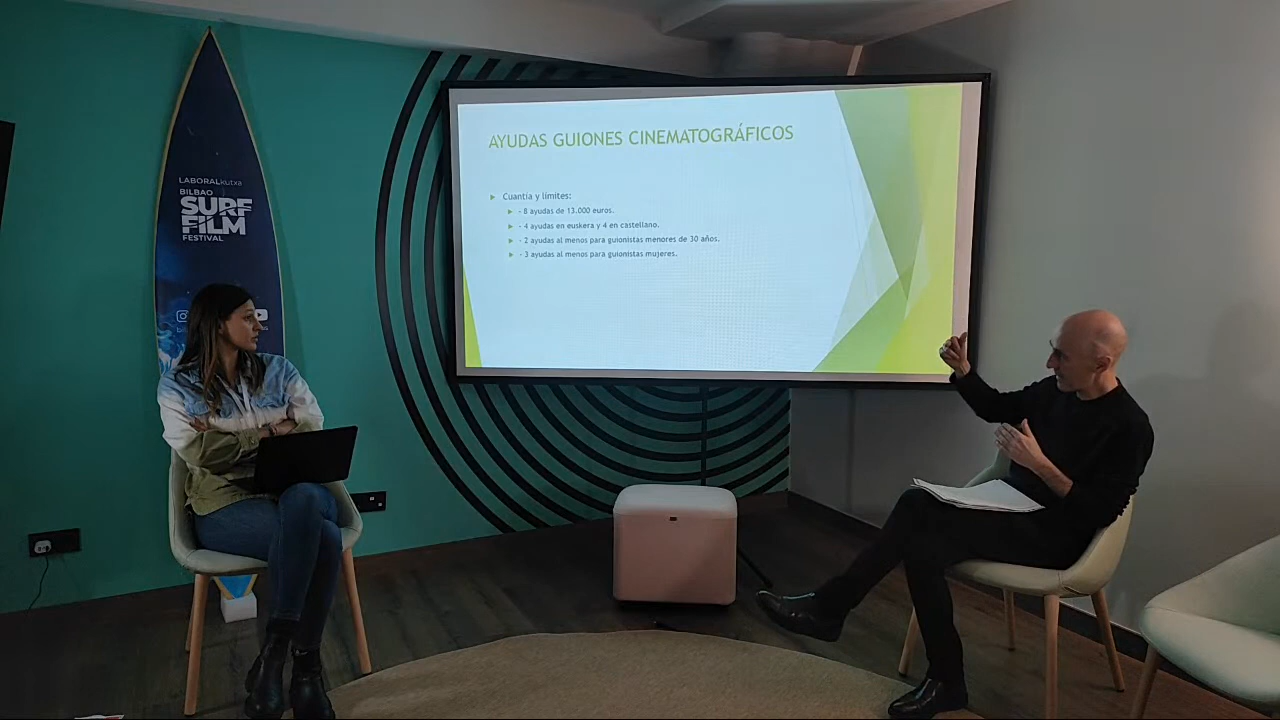 LABORALkutxa
BILBAO
SURF
FILM
FESTIVAL
AYUDAS GUIONES CINEMATOGRÁFICOS
Cuantía y límites:
- 8 ayudas de 13.000 euros.
- 4 ayudas en euskera y 4 en castellano.
- 2 ayudas al menos para guionistas menores de 30 años.
- 3 ayudas al menos para guionistas mujeres.